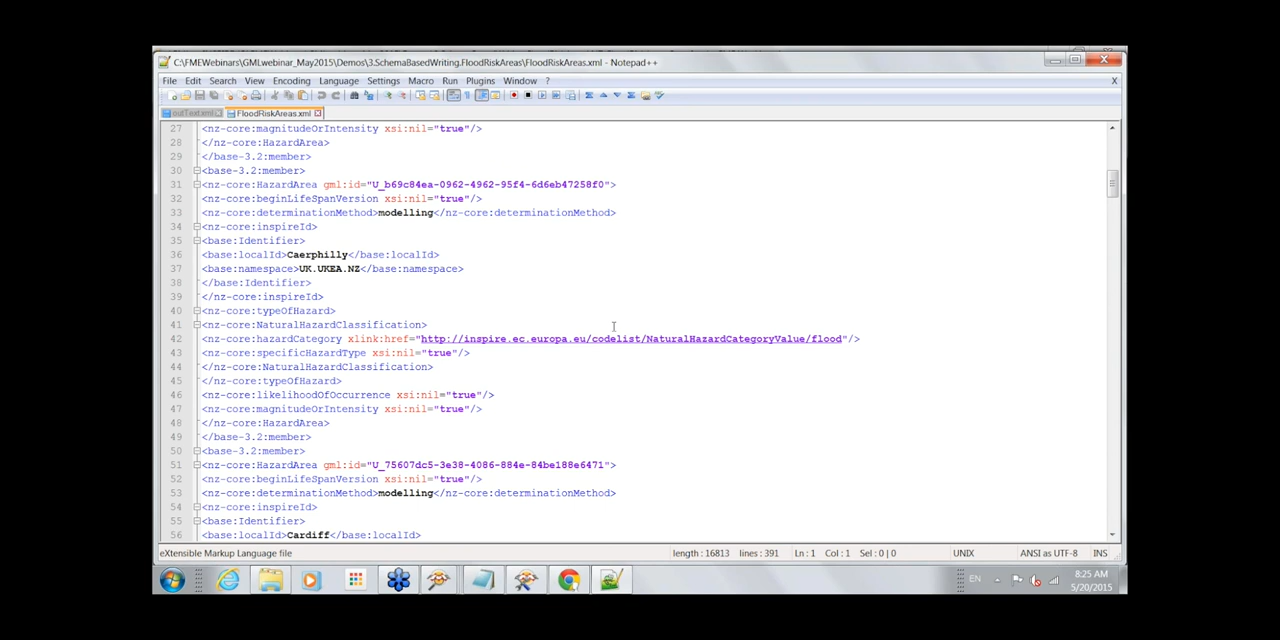 C:\FMEWebinars\GMLwebinar_May2015\Demos\3.SchemaBasedWriting.FloodRiskAreas\FloodRiskAreas.xml - Notepad++
File Edit Search View Encoding Language Settings Macro Run Plugins Window ? X
outText.xml FloodRiskAreas.xml
27 <nz-core:magnitudeOrIntensity xsi:nil="true"/>
28 </nz-core:HazardArea>
29 </base-3.2:member>
30 <base-3.2:member>
31 <nz-core:HazardArea gml:id="U_b69c84ea-0962-4962-95f4-6d6eb47258f0">
32 <nz-core:beginLifeSpanVersion xsi:nil="true"/>
33 <nz-core:determinationMethod>modelling</nz-core:determinationMethod>
34 <nz-core:inspireId>
35 <base:Identifier>
36 <base:localId>Caerphilly</base:localId>
37 <base:namespace>UK.UKEA.NZ</base:namespace>
38 </base:Identifier>
39 </nz-core:inspireId>
40 <nz-core:typeOfHazard>
41 <nz-core:NaturalHazardClassification>
42 <nz-core:hazardCategory xlink:href="http://inspire.ec.europa.eu/codelist/NaturalHazardCategoryValue/flood"/>
43 <nz-core:specificHazardType xsi:nil="true"/>
44 </nz-core:NaturalHazardClassification>
45 </nz-core:typeOfHazard>
46 <nz-core:likelihoodOfOccurrence xsi:nil="true"/>
47 <nz-core:magnitudeOrIntensity xsi:nil="true"/>
48 </nz-core:HazardArea>
49 </base-3.2:member>
50 <base-3.2:member>
51 <nz-core:HazardArea gml:id="U_75607dc5-3e38-4086-884e-84be188e6471">
52 <nz-core:beginLifeSpanVersion xsi:nil="true"/>
53 <nz-core:determinationMethod>modelling</nz-core:determinationMethod>
54 <nz-core:inspireId>
55 <base:Identifier>
56 <base:localId>Cardiff</base:localId>
eXtensible Markup Language file length : 16813 lines : 391 Ln : 1 Col : 1 Sel : 0 | 0 UNIX ANSI as UTF-8 INS
EN 8:25 AM
5/20/2015